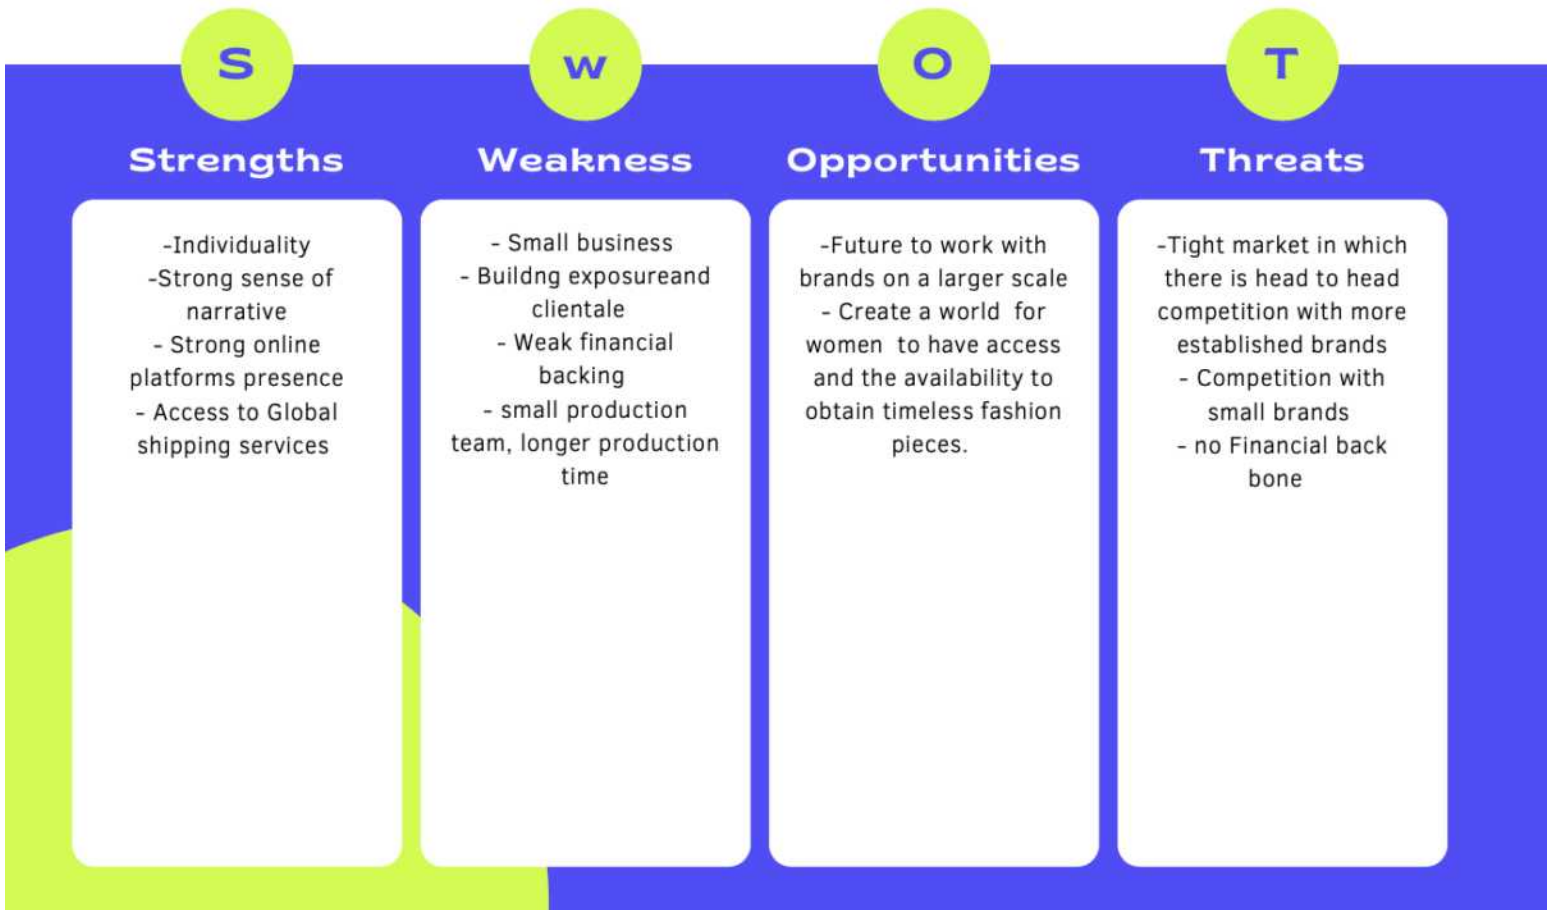 S
Strengths
-Individuality
-Strong sense of
narrative
- Strong online
platforms presence
- Access to Global
shipping services
w
Weakness
- Small business
- Buildng exposureand
clientale
- Weak financial
backing
- small production
team, longer production
time
O
Opportunities
-Future to work with
brands on a larger scale
- Create a world  for
women  to have access
and the availability to
obtain timeless fashion
pieces.
T
Threats
-Tight market in which
there is head to head
competition with more
established brands
- Competition with
small brands
- no Financial back
bone